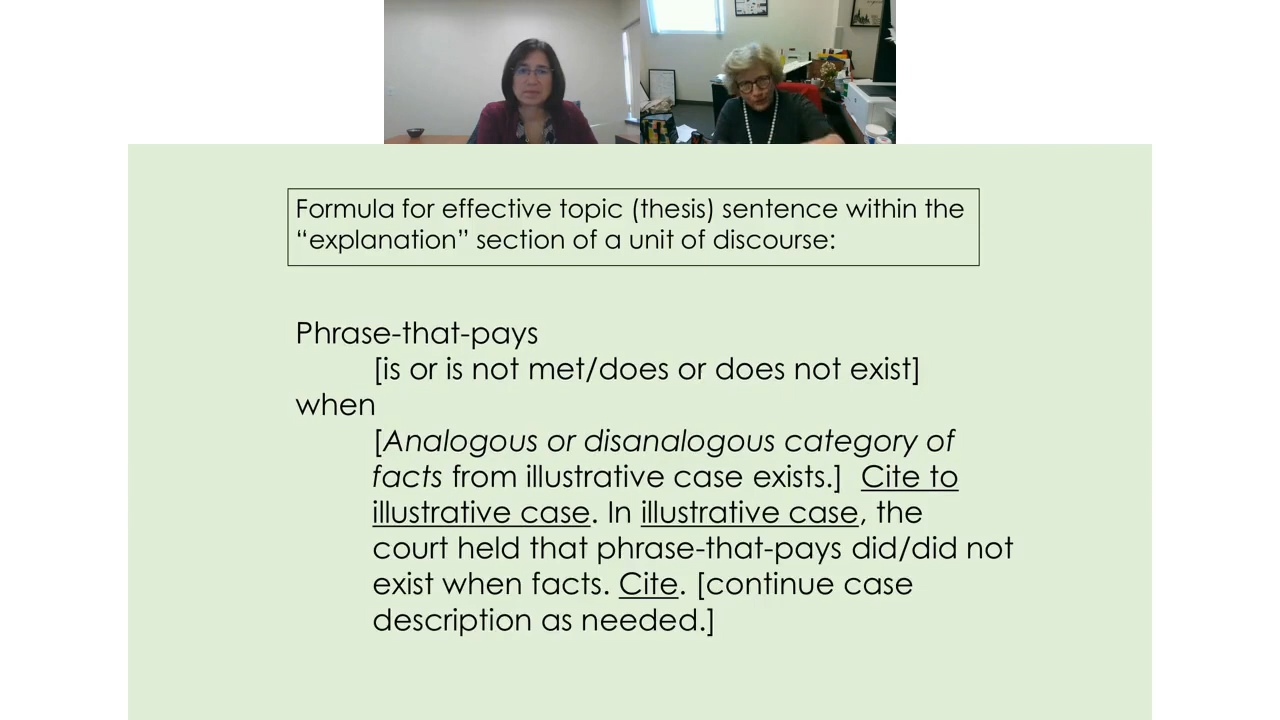 Formula for effective topic (thesis) sentence within the
“explanation” section of a unit of discourse:
Phrase-that-pays
[is or is not met/does or does not exist]
when
[Analogous or disanalogous category of
facts from illustrative case exists.] Cite to
illustrative case. In illustrative case, the
court held that phrase-that-pays did/did not
exist when facts. Cite. [continue case
description as needed.]